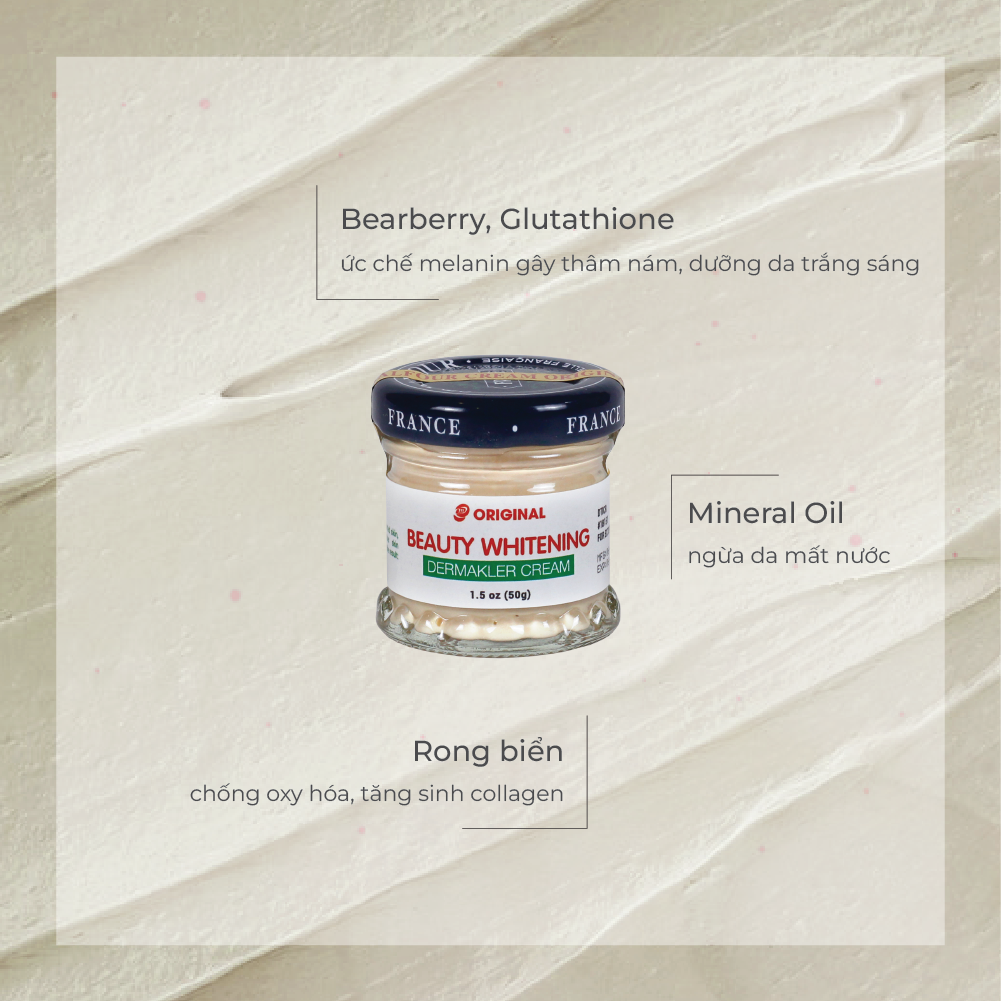 Bearberry, Glutathione
ức chế melanin gây thâm nám, dưỡng da trắng sáng
FRANCE • FRANCE
ORIGINAL
BEAUTY WHITENING
DERMAKLER CREAM
1.5 oz (50g)
Mineral Oil
ngừa da mất nước
Rong biển
chống oxy hóa, tăng sinh collagen